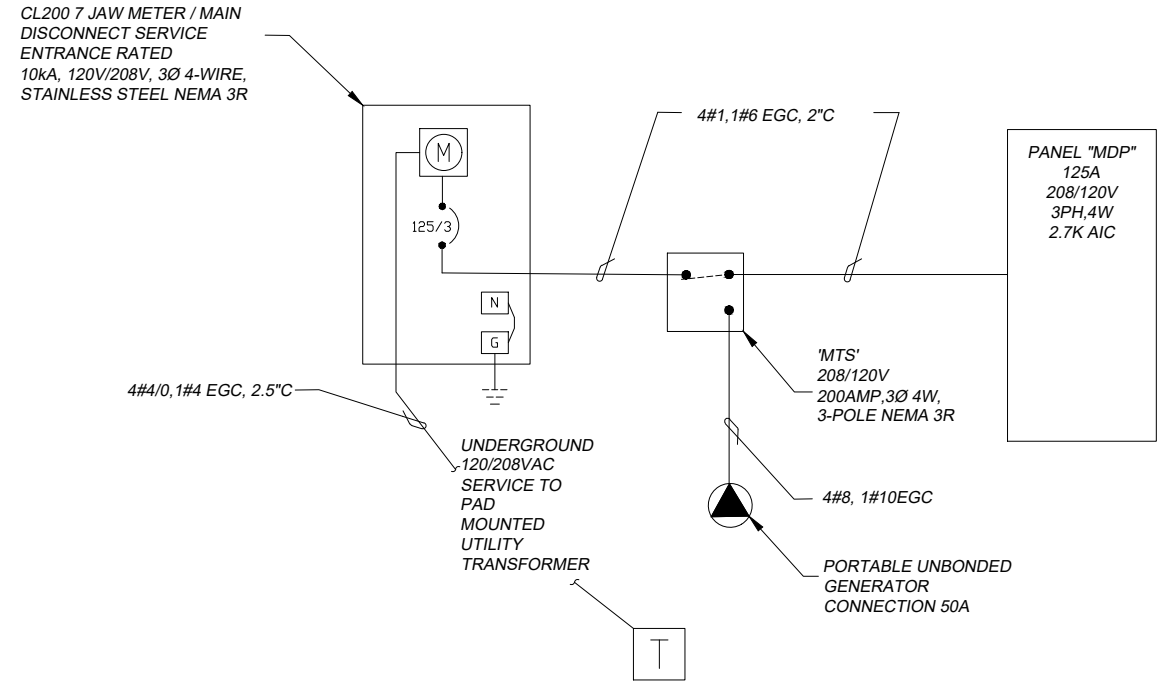 CL200 7 JAW METER / MAIN
DISCONNECT SERVICE
ENTRANCE RATED
10kA, 120V/208V, 3Ø 4-WIRE,
STAINLESS STEEL NEMA 3R
M
125/3
N
G
4#1,1#6 EGC, 2"C
PANEL "MDP"
125A
208/120V
3PH,4W
2.7K AIC
'MTS'
208/120V
200AMP,3Ø 4W,
3-POLE NEMA 3R
4#4/0,1#4 EGC, 2.5"C
UNDERGROUND
120/208VAC
SERVICE TO
PAD
MOUNTED
UTILITY
TRANSFORMER
4#8, 1#10EGC
PORTABLE UNBONDED
GENERATOR
CONNECTION 50A
T